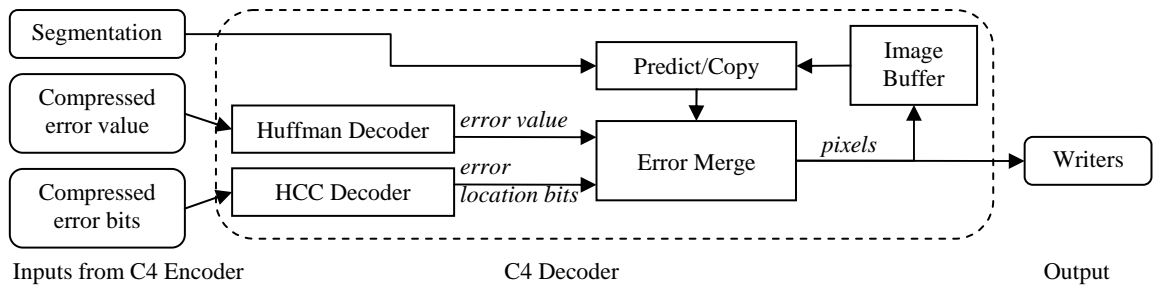 Segmentation
Compressed
error value
Compressed
error bits
Huffman Decoder
HCC Decoder
error value
error
location bits
Predict/Copy
Error Merge
Image
Buffer
pixels
Writers
Inputs from C4 Encoder
C4 Decoder
Output